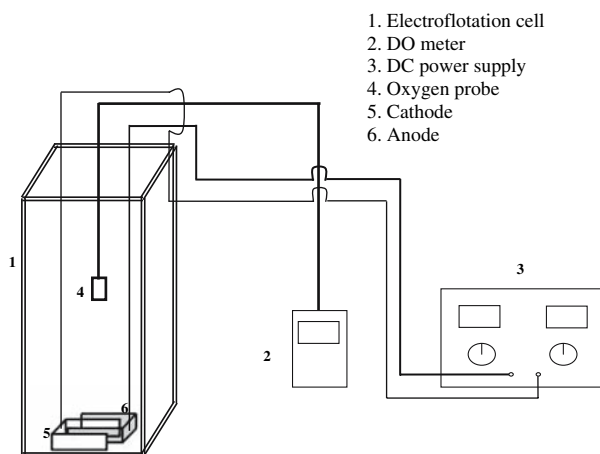 1. Electroflotation cell
2. DO meter
3. DC power supply
4. Oxygen probe
5. Cathode
6. Anode
1
4
3
2
6
5